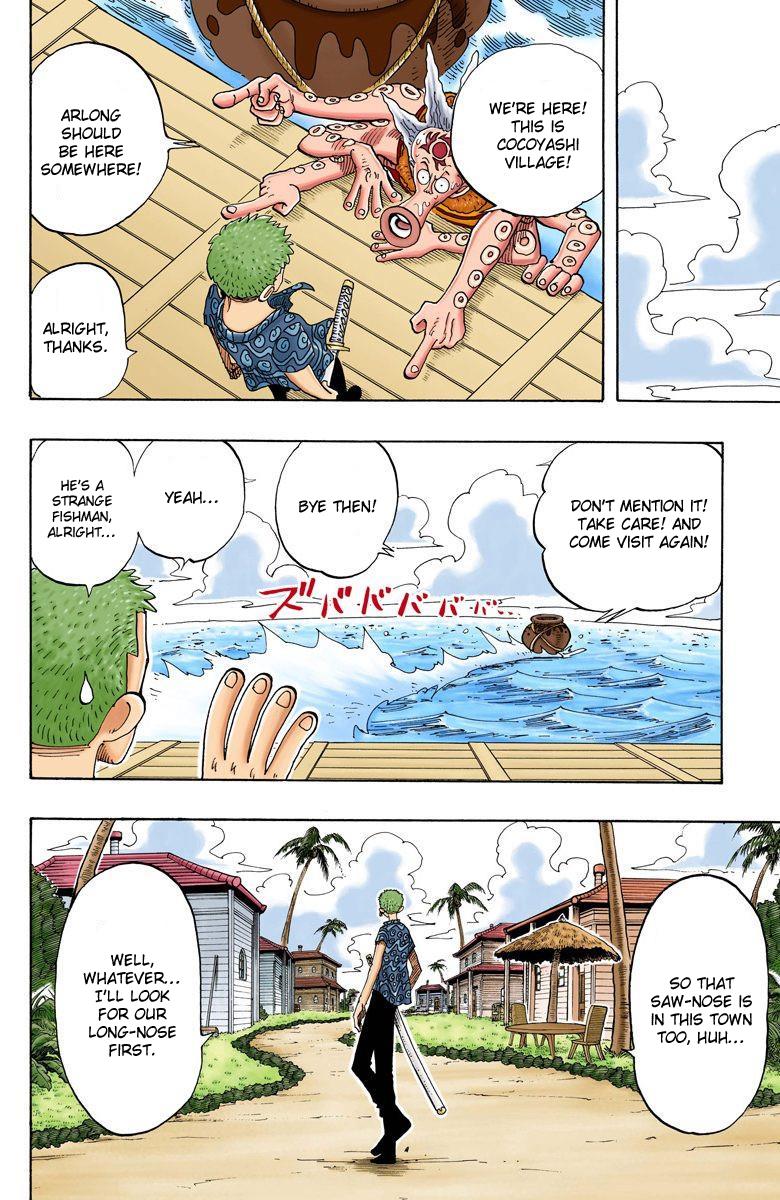 WE'RE HERE!
THIS IS
COCOYASHI
VILLAGE!
ARLONG
SHOULD
BE HERE
SOMEWHERE!
ALRIGHT,
THANKS.
DON'T MENTION IT!
TAKE CARE! AND
COME VISIT AGAIN!
BYE THEN!
ズババババババ...
YEAH...
HE'S A
STRANGE
FISHMAN,
ALRIGHT...
SO THAT
SAW-NOSE IS
IN THIS TOWN
TOO, HUH...
WELL,
WHATEVER...
I'LL LOOK
FOR OUR
LONG-NOSE
FIRST.